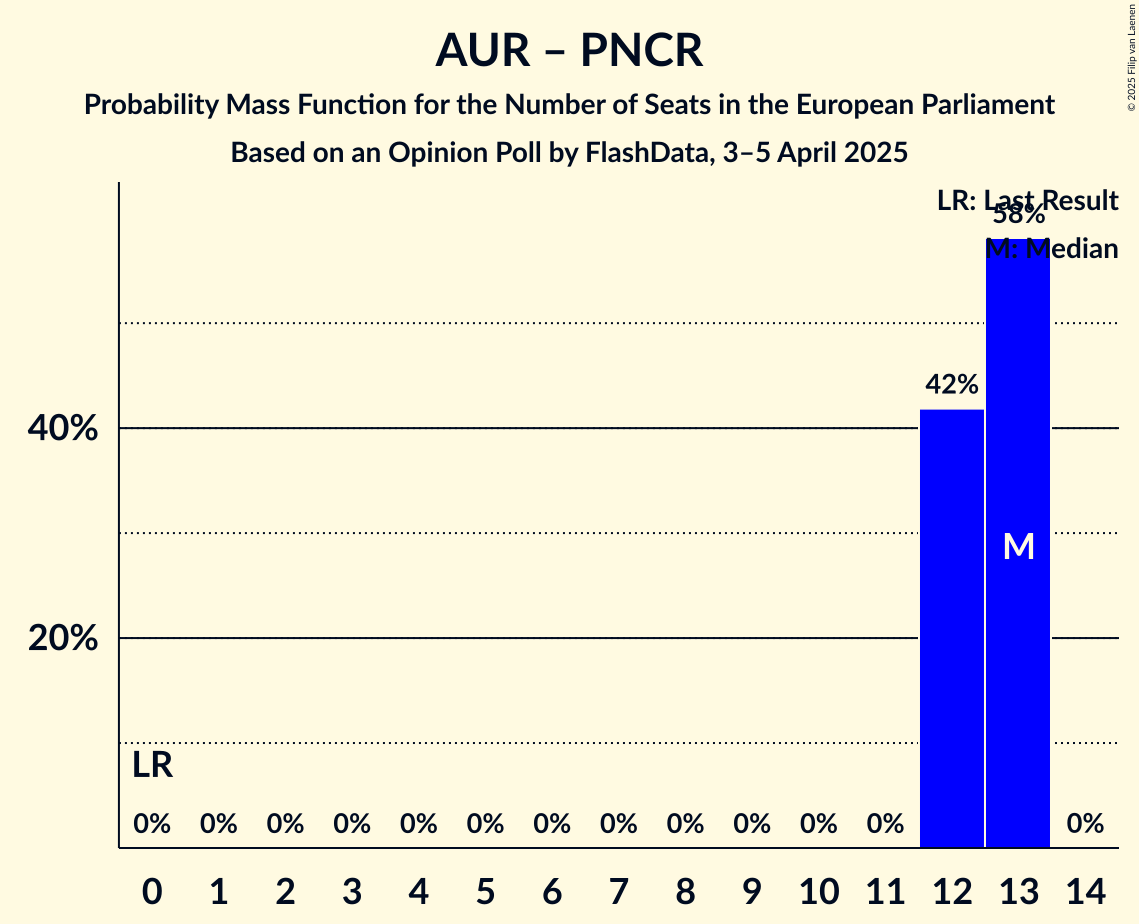 AUR – PNCR
Probability Mass Function for the Number of Seats in the European Parliament
Based on an Opinion Poll by FlashData, 3–5 April 2025
© 2025 Filip van Laenen
LR: Last Result
58%
M: Median
42%
40%
M
20%
LR
0% 0% 0% 0% 0% 0% 0% 0% 0% 0% 0% 0% 0%
0 1 2 3 4 5 6 7 8 9 10 11 12 13 14